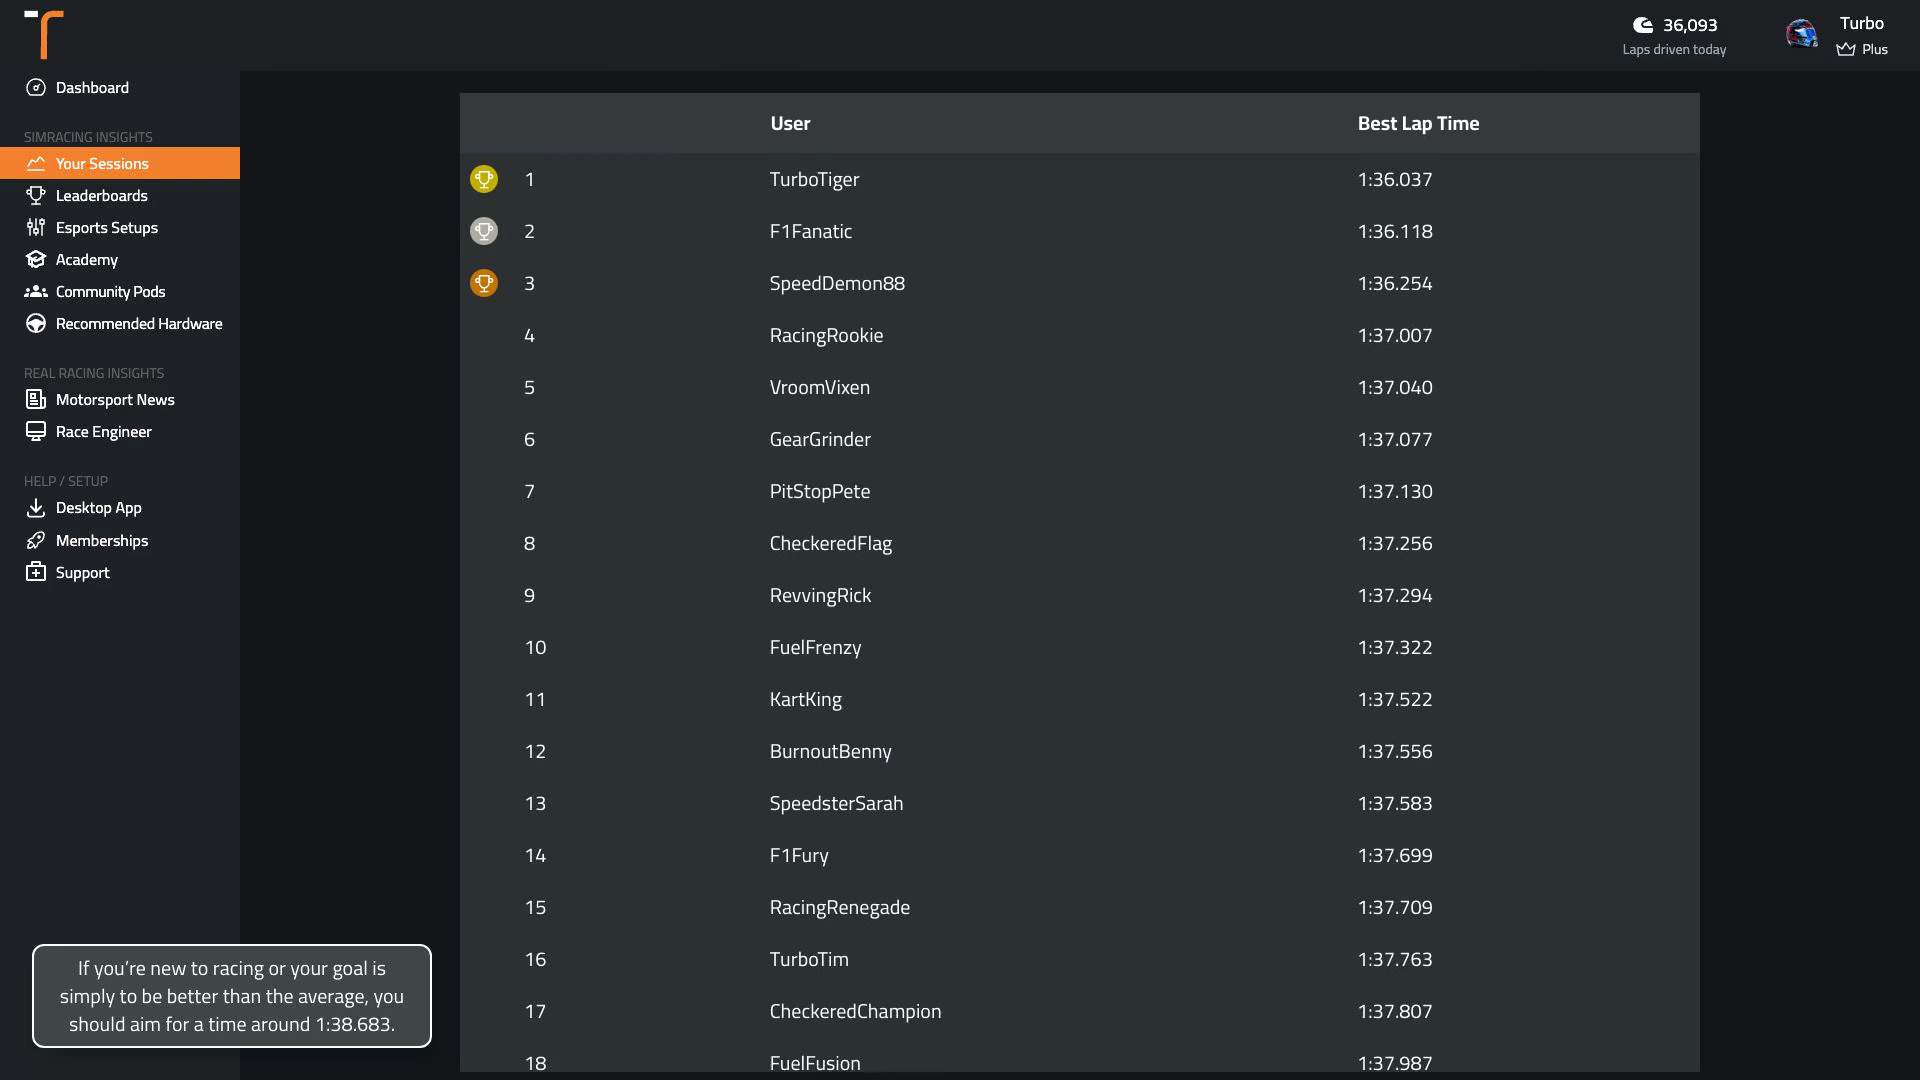 36,093
Laps driven today
Turbo
Plus
Dashboard
SIMRACING INSIGHTS
Your Sessions
Leaderboards
Esports Setups
Academy
Community Pods
Recommended Hardware
REAL RACING INSIGHTS
Motorsport News
Race Engineer
HELP / SETUP
Desktop App
Memberships
Support
User Best Lap Time
1 TurboTiger 1:36.037
2 F1Fanatic 1:36.118
3 SpeedDemon88 1:36.254
4 RacingRookie 1:37.007
5 VroomVixen 1:37.040
6 GearGrinder 1:37.077
7 PitStopPete 1:37.130
8 CheckeredFlag 1:37.256
9 RevvingRick 1:37.294
10 FuelFrenzy 1:37.322
11 KartKing 1:37.522
12 BurnoutBenny 1:37.556
13 SpeedsterSarah 1:37.583
14 F1Fury 1:37.699
15 RacingRenegade 1:37.709
16 TurboTim 1:37.763
17 CheckeredChampion 1:37.807
18 FuelFusion 1:37.987
If you're new to racing or your goal is
simply to be better than the average, you
should aim for a time around 1:38.683.